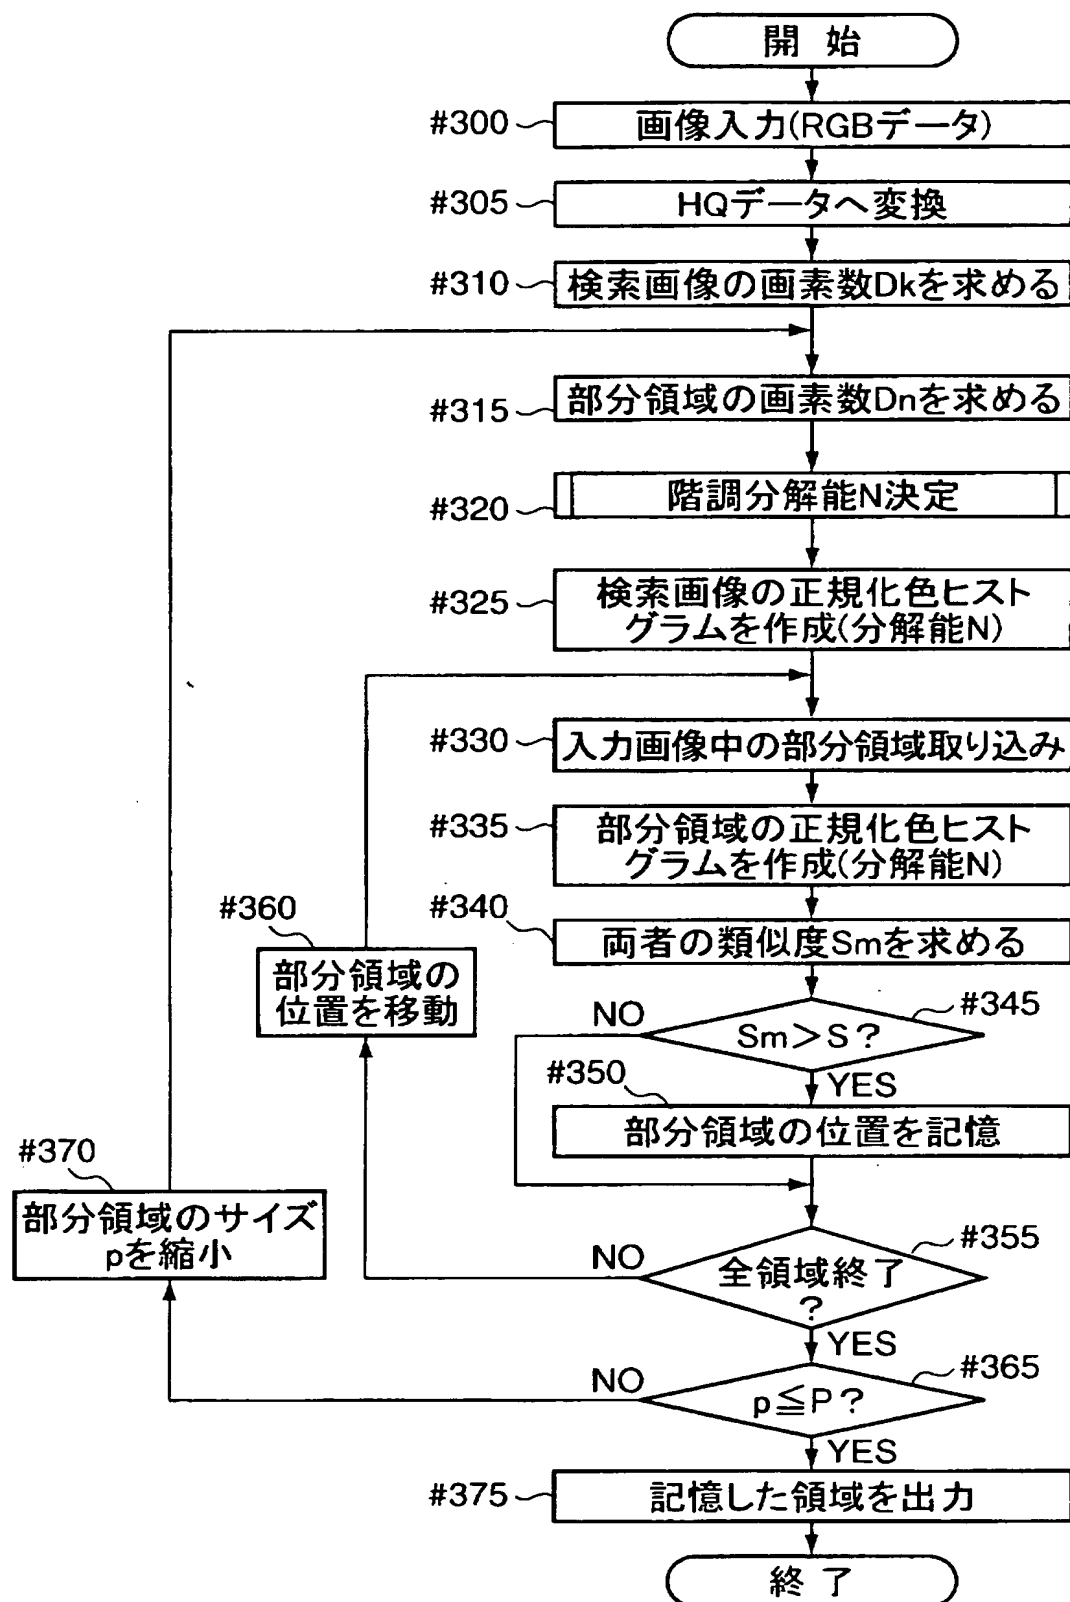 開 始
#300
画像入力(RGBデータ)
#305
HQデータへ変換
#310
検索画像の画素数Dkを求める
#315
部分領域の画素数Dnを求める
#320
階調分解能N決定
#325
検索画像の正規化色ヒスト
グラムを作成(分解能N)
#330
入力画像中の部分領域取り込み
#335
部分領域の正規化色ヒスト
グラムを作成(分解能N)
#340
両者の類似度Smを求める
#345
Sm>S?
NO
YES
#350
部分領域の位置を記憶
#355
全領域終了
?
NO
YES
#360
部分領域の
位置を移動
#365
p≦P?
NO
YES
#370
部分領域のサイズ
pを縮小
#375
記憶した領域を出力
終 了